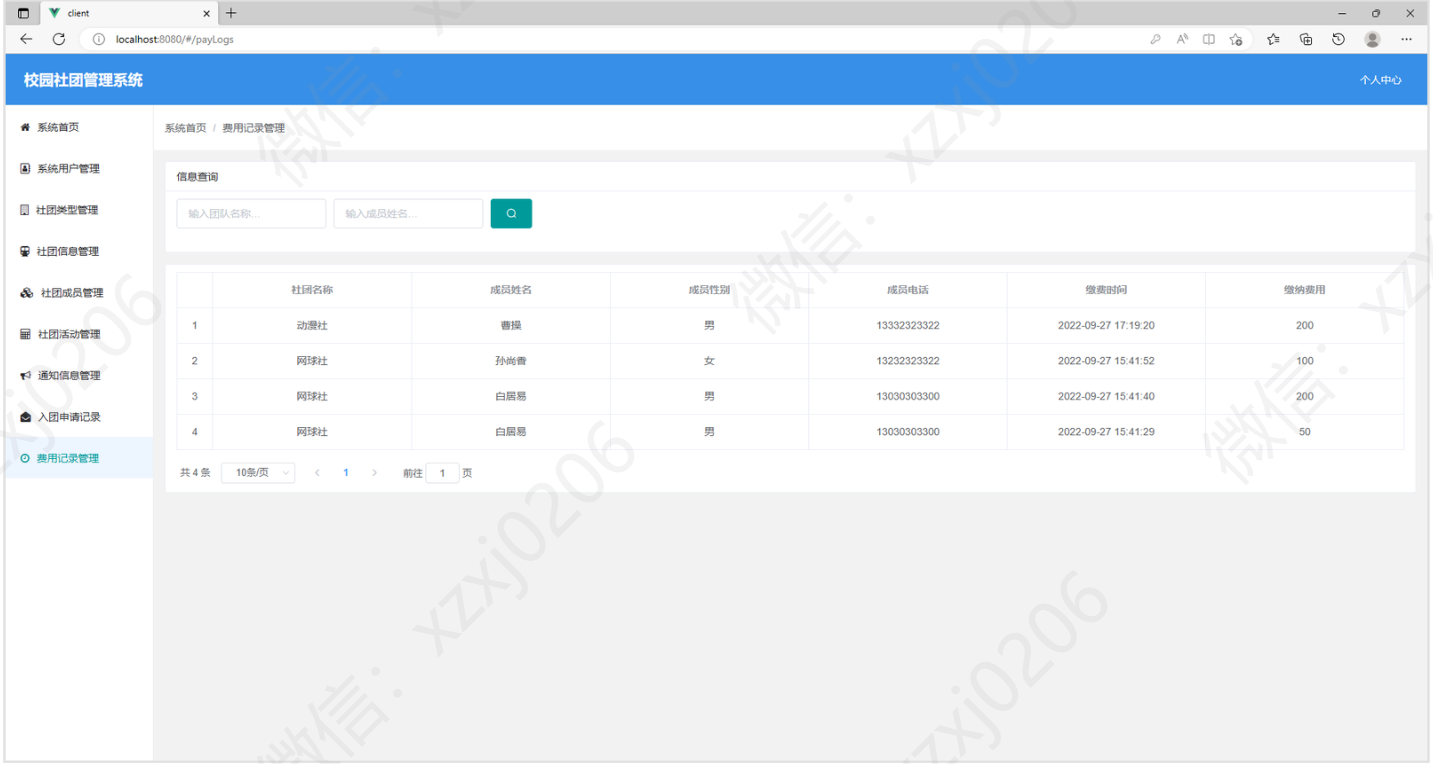 client
localhost:8080/#/payLogs
校园社团管理系统
个人中心
系统首页
系统用户管理
社团类型管理
社团信息管理
社团成员管理
社团活动管理
通知信息管理
入团申请记录
费用记录管理
系统首页 / 费用记录管理
信息查询
输入团队名称... 输入成员姓名...
社团名称 成员姓名 成员性别 成员电话 缴费时间 缴纳费用
1 动漫社 曹操 男 13332323322 2022-09-27 17:19:20 200
2 网球社 孙尚香 女 13232323322 2022-09-27 15:41:52 100
3 网球社 白居易 男 13030303300 2022-09-27 15:41:40 200
4 网球社 白居易 男 13030303300 2022-09-27 15:41:29 50
共 4 条 10条/页 1 前往 1 页
微信：xzxj0206